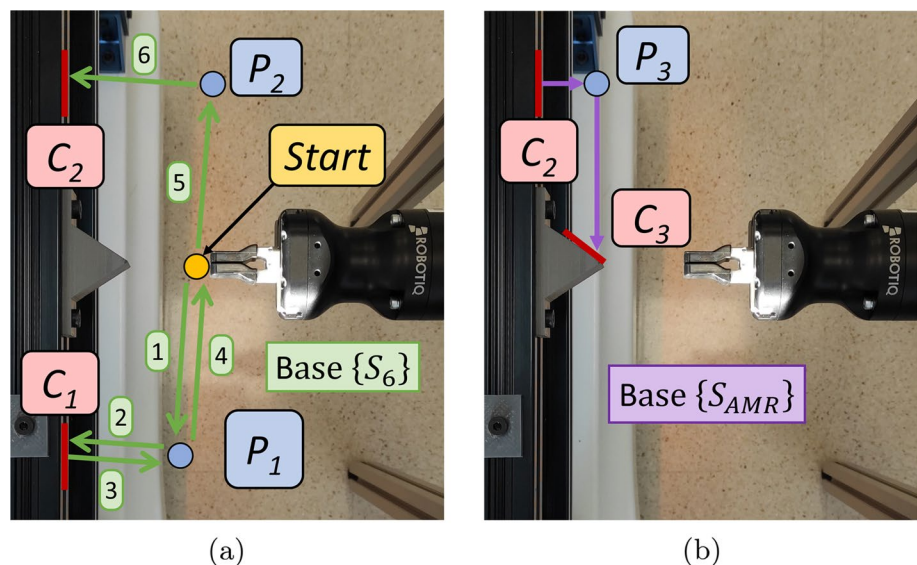 6
P2
C2
Start
5
1
4
Base {S6}
C1
2
3
P1
ROBOTIQ
(a)
P3
C2
C3
ROBOTIQ
Base {SAMR}
(b)